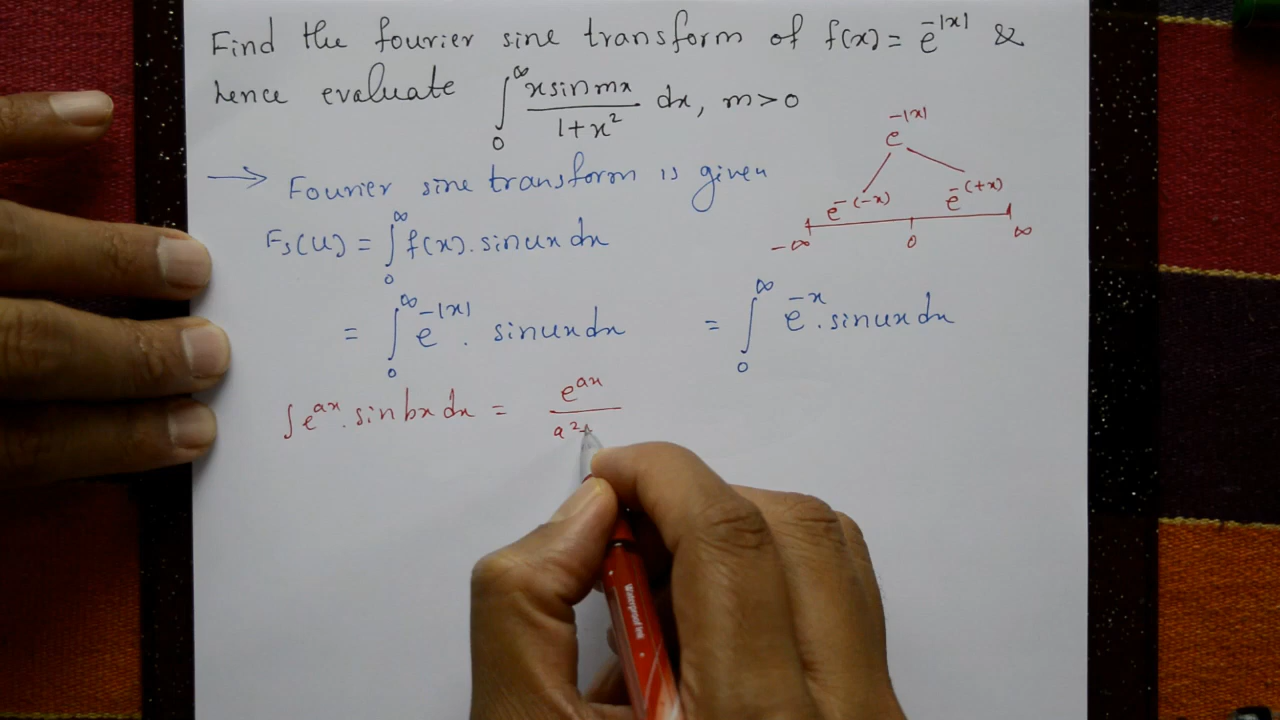 Find the fourier sine transform of f(x) = e^-|x| &
hence evaluate ∫₀^∞ x sin mx / 1+x² dx, m>0
→ Fourier sine transform is given
e^-|x|
e^-(-x) e^-(+x)
-∞ 0 ∞
Fs(u) = ∫₀^∞ f(x). sin ux dx
= ∫₀^∞ e^-|x| . sin ux dx = ∫₀^∞ e^-x . sin ux dx
∫e^ax . sin bx dx = e^ax / a²+
Waterproof Ink